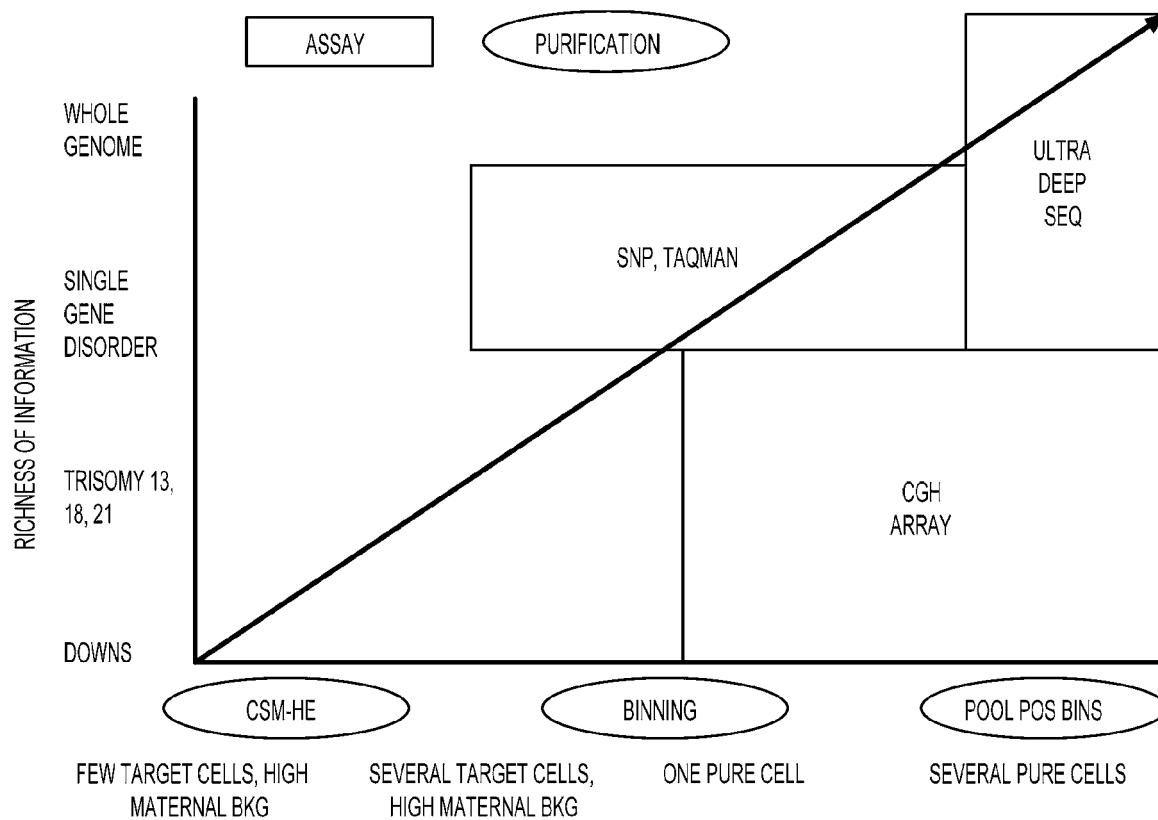 ASSAY
PURIFICATION
WHOLE
GENOME
ULTRA
DEEP
SEQ
SNP, TAQMAN
SINGLE
GENE
DISORDER
RICHNESS OF INFORMATION
TRISOMY 13,
18, 21
CGH
ARRAY
DOWNS
CSM-HE
BINNING
POOL POS BINS
FEW TARGET CELLS, HIGH
MATERNAL BKG
SEVERAL TARGET CELLS,
HIGH MATERNAL BKG
ONE PURE CELL
SEVERAL PURE CELLS